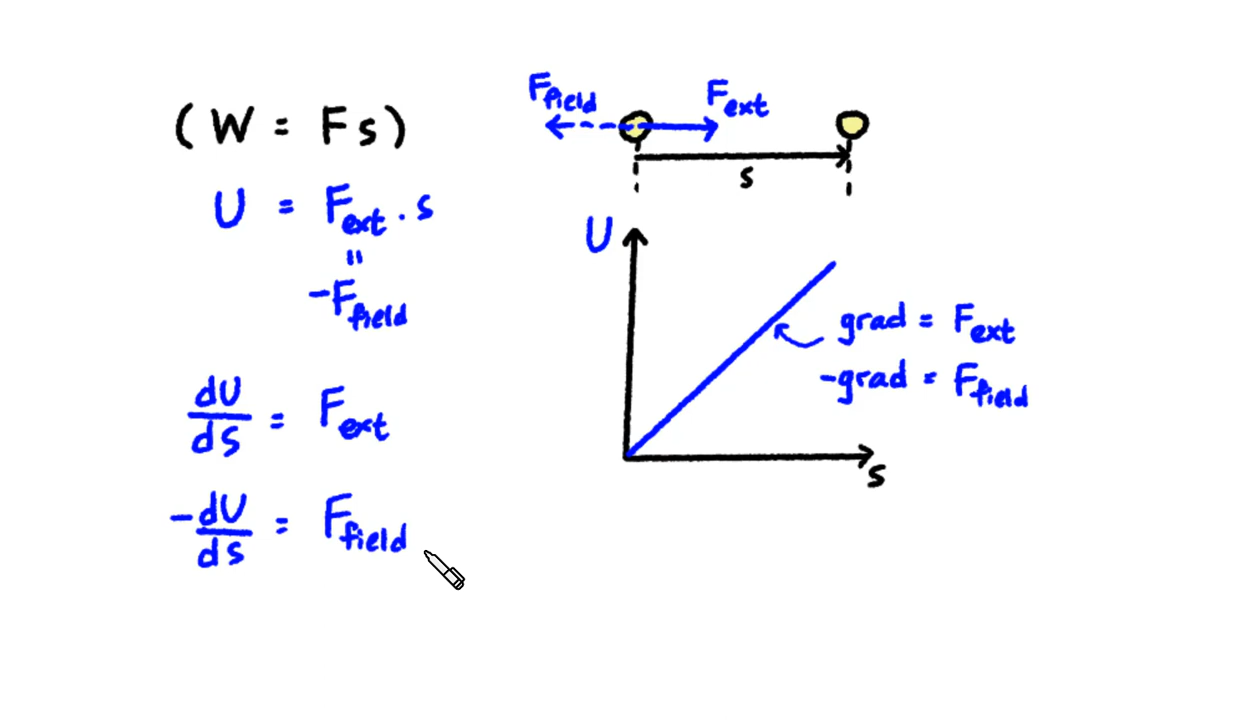 (W = Fs)
U = Fext . s
"
-Ffield
dU/ds = Fext
-dU/ds = Ffield
Ffield
Fext
s
U
grad = Fext
-grad = Ffield
s